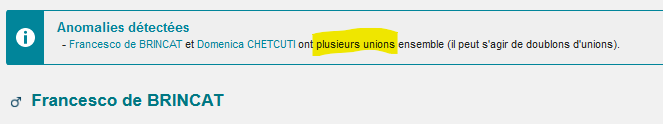 Anomalies détectées
- Francesco de BRINCAT et Domenica CHETCUTI ont plusieurs unions ensemble (il peut s'agir de doublons d'unions).
Francesco de BRINCAT